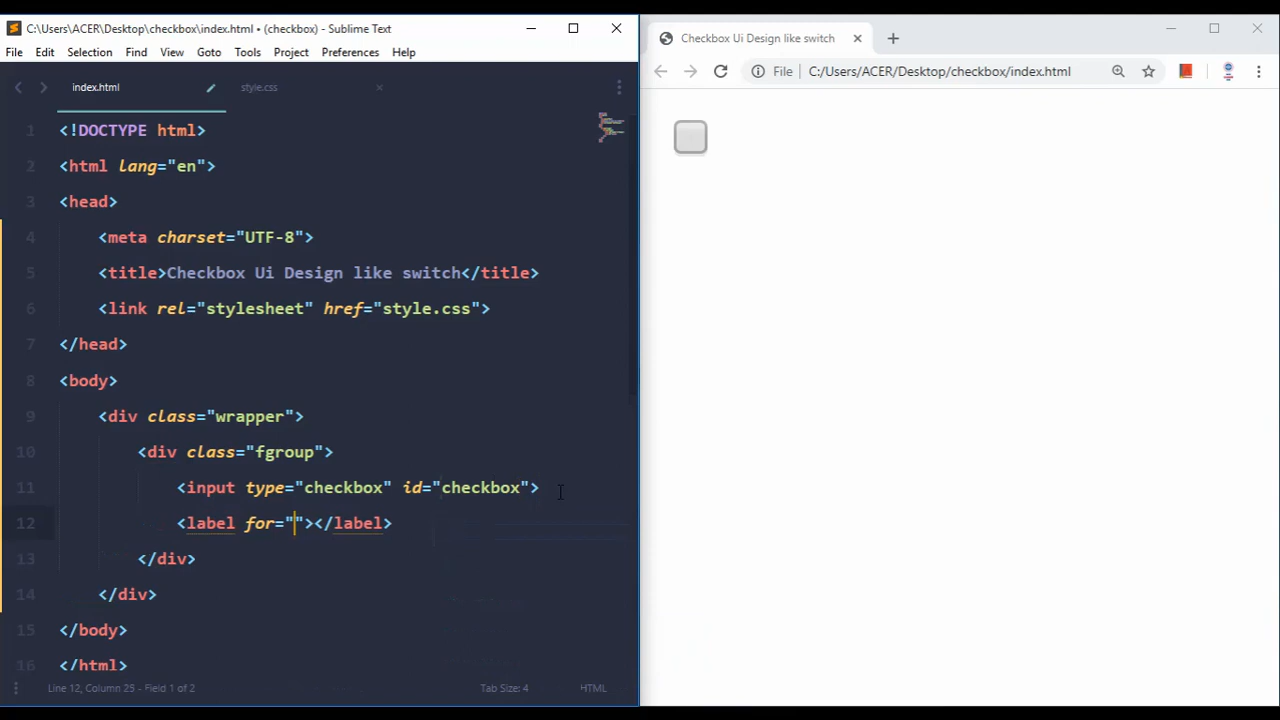 C:\Users\ACER\Desktop\checkbox\index.html • (checkbox) - Sublime Text
File Edit Selection Find View Goto Tools Project Preferences Help
index.html style.css
1 <!DOCTYPE html>
2 <html lang="en">
3 <head>
4 <meta charset="UTF-8">
5 <title>Checkbox Ui Design like switch</title>
6 <link rel="stylesheet" href="style.css">
7 </head>
8 <body>
9 <div class="wrapper">
10 <div class="fgroup">
11 <input type="checkbox" id="checkbox">
12 <label for=""></label>
13 </div>
14 </div>
15 </body>
16 </html>
Line 12, Column 25 - Field 1 of 2 Tab Size: 4 HTML
Checkbox Ui Design like switch
File C:/Users/ACER/Desktop/checkbox/index.html